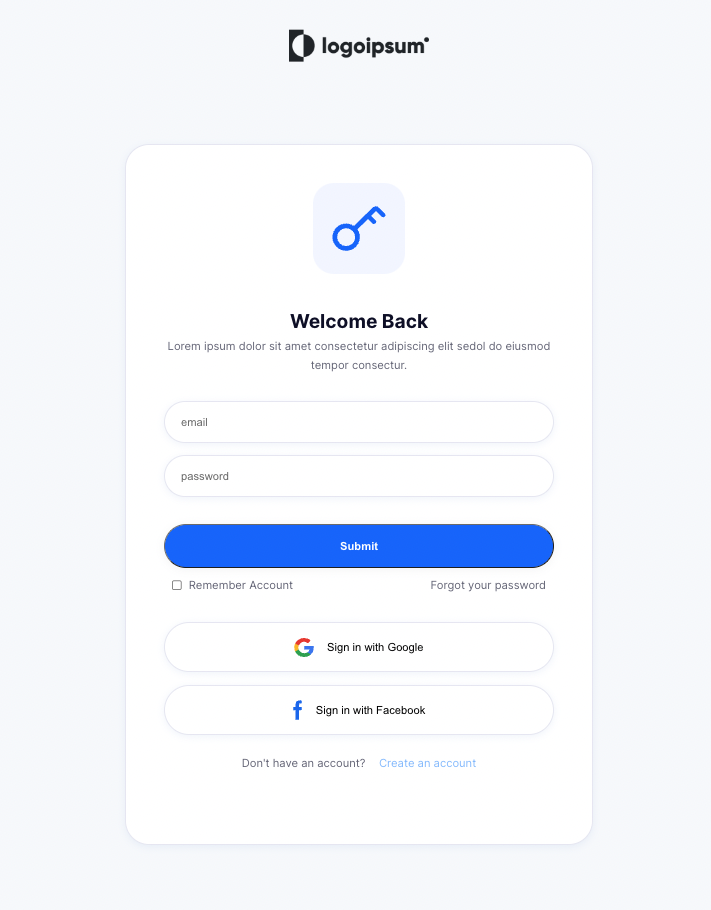 logoipsum
Welcome Back
Lorem ipsum dolor sit amet consectetur adipiscing elit sedol do eiusmod
tempor consectur.
email
password
Submit
Remember Account
Forgot your password
Sign in with Google
Sign in with Facebook
Don't have an account? Create an account